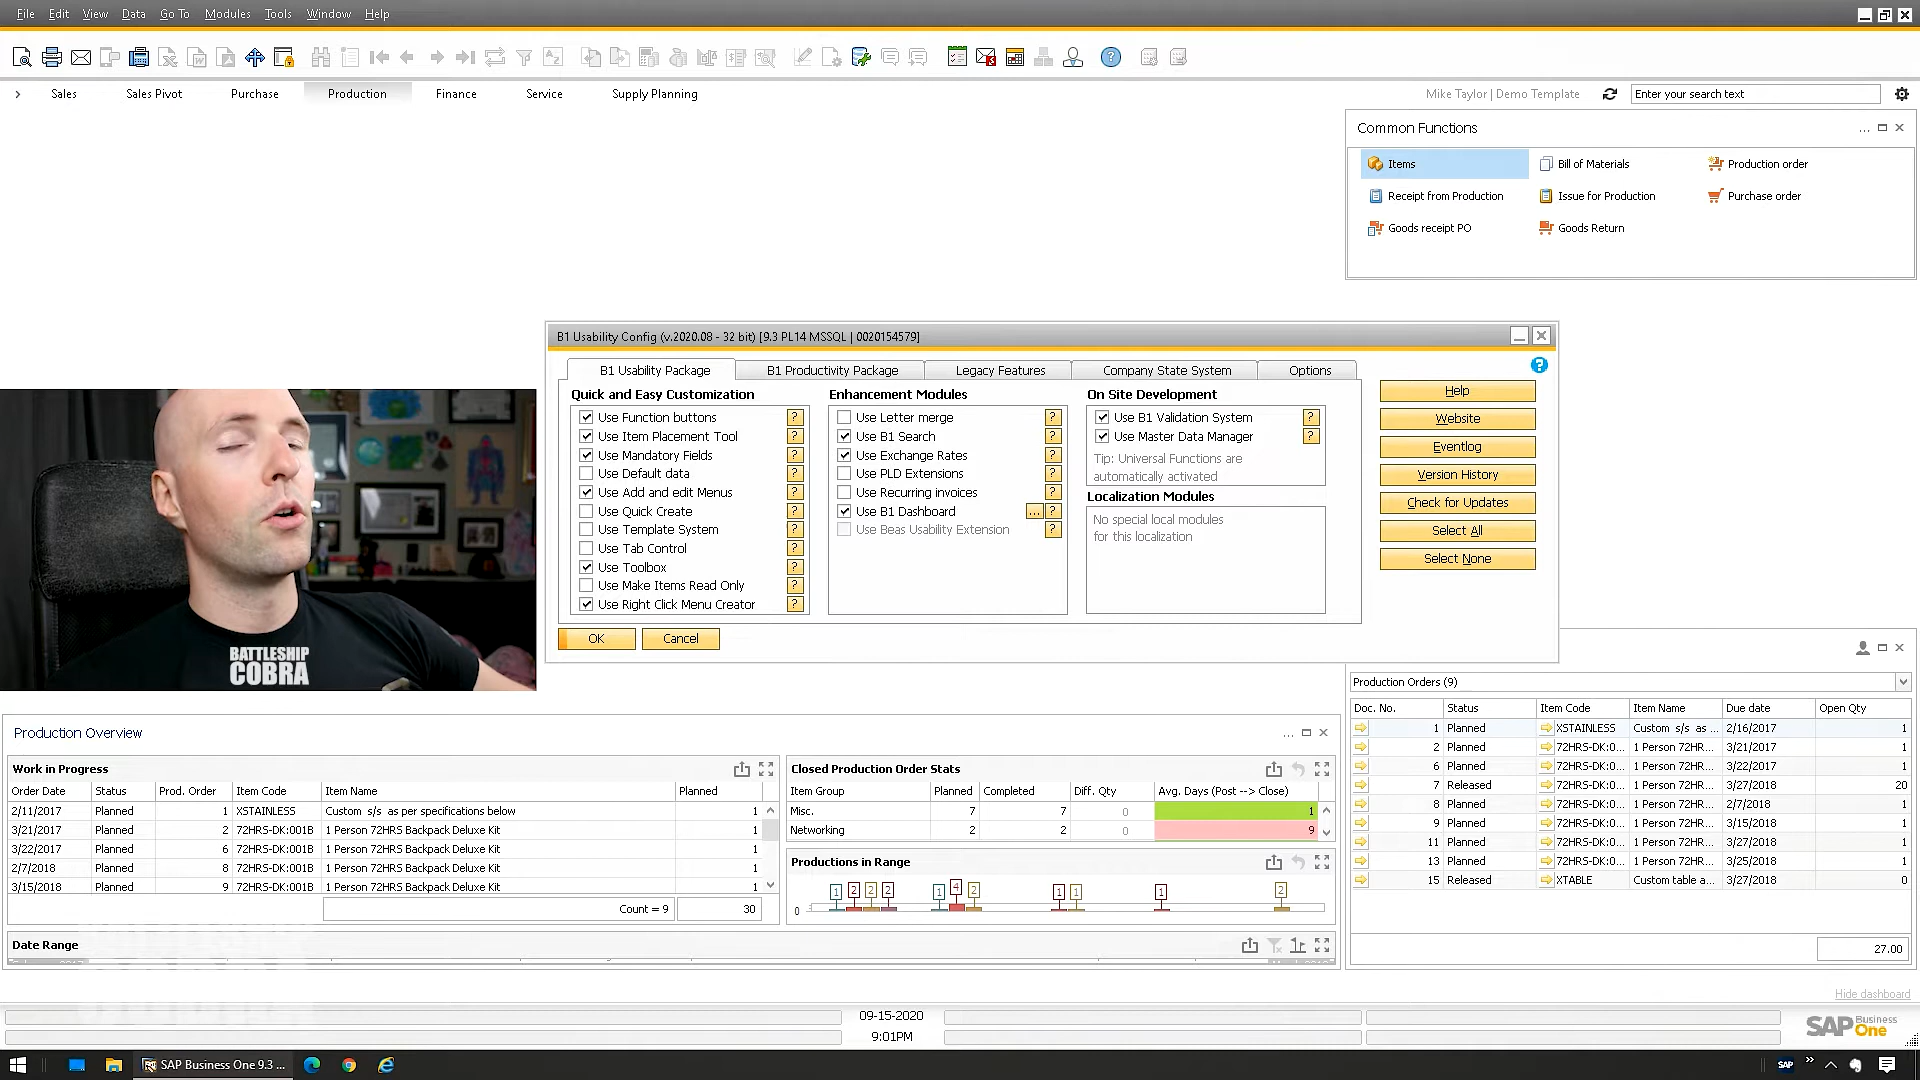 File Edit View Data Go To Modules Tools Window Help
Sales Sales Pivot Purchase Production Finance Service Supply Planning
Mike Taylor | Demo Template
Enter your search text
Common Functions
Items Bill of Materials Production order
Receipt from Production Issue for Production Purchase order
Goods receipt PO Goods Return
B1 Usability Config (v.2020.08 - 32 bit) [9.3 PL14 MSSQL | 0020154579]
B1 Usability Package B1 Productivity Package Legacy Features Company State System Options
Quick and Easy Customization
Use Function buttons ?
Use Item Placement Tool ?
Use Mandatory Fields ?
Use Default data ?
Use Add and edit Menus ?
Use Quick Create ?
Use Template System ?
Use Tab Control ?
Use Toolbox ?
Use Make Items Read Only ?
Use Right Click Menu Creator ?
Enhancement Modules
Use Letter merge ?
Use B1 Search ?
Use Exchange Rates ?
Use PLD Extensions ?
Use Recurring invoices ?
Use B1 Dashboard ... ?
Use Beas Usability Extension ?
On Site Development
Use B1 Validation System ?
Use Master Data Manager ?
Tip: Universal Functions are
automatically activated
Localization Modules
No special local modules
for this localization
Help
Website
Eventlog
Version History
Check for Updates
Select All
Select None
OK Cancel
BATTLESHIP
COBRA
Production Overview
Work in Progress
Order Date Status Prod. Order Item Code Item Name Planned
2/11/2017 Planned 1 XSTAINLESS Custom s/s as per specifications below 1
3/21/2017 Planned 2 72HRS-DK:001B 1 Person 72HRS Backpack Deluxe Kit 1
3/22/2017 Planned 6 72HRS-DK:001B 1 Person 72HRS Backpack Deluxe Kit 1
2/7/2018 Planned 8 72HRS-DK:001B 1 Person 72HRS Backpack Deluxe Kit 1
3/15/2018 Planned 9 72HRS-DK:001B 1 Person 72HRS Backpack Deluxe Kit 1
Count = 9 30
Closed Production Order Stats
Item Group Planned Completed Diff. Qty Avg. Days (Post --> Close)
Misc. 7 7 0 1
Networking 2 2 0 9
Productions in Range
1 2 2 2 1 4 2 1 1 1 2
0
Date Range
Production Orders (9)
Doc. No. Status Item Code Item Name Due date Open Qty
1 Planned XSTAINLESS Custom s/s as ... 2/16/2017 1
2 Planned 72HRS-DK:0... 1 Person 72HR... 3/21/2017 1
6 Planned 72HRS-DK:0... 1 Person 72HR... 3/22/2017 1
7 Released 72HRS-DK:0... 1 Person 72HR... 3/27/2018 20
8 Planned 72HRS-DK:0... 1 Person 72HR... 2/7/2018 1
9 Planned 72HRS-DK:0... 1 Person 72HR... 3/15/2018 1
11 Planned 72HRS-DK:0... 1 Person 72HR... 3/27/2018 1
13 Planned 72HRS-DK:0... 1 Person 72HR... 3/25/2018 1
15 Released XTABLE Custom table a... 3/27/2018 0
27.00
Hide dashboard
09-15-2020
9:01PM
SAP Business One
SAP Business One 9.3 ...
SAP